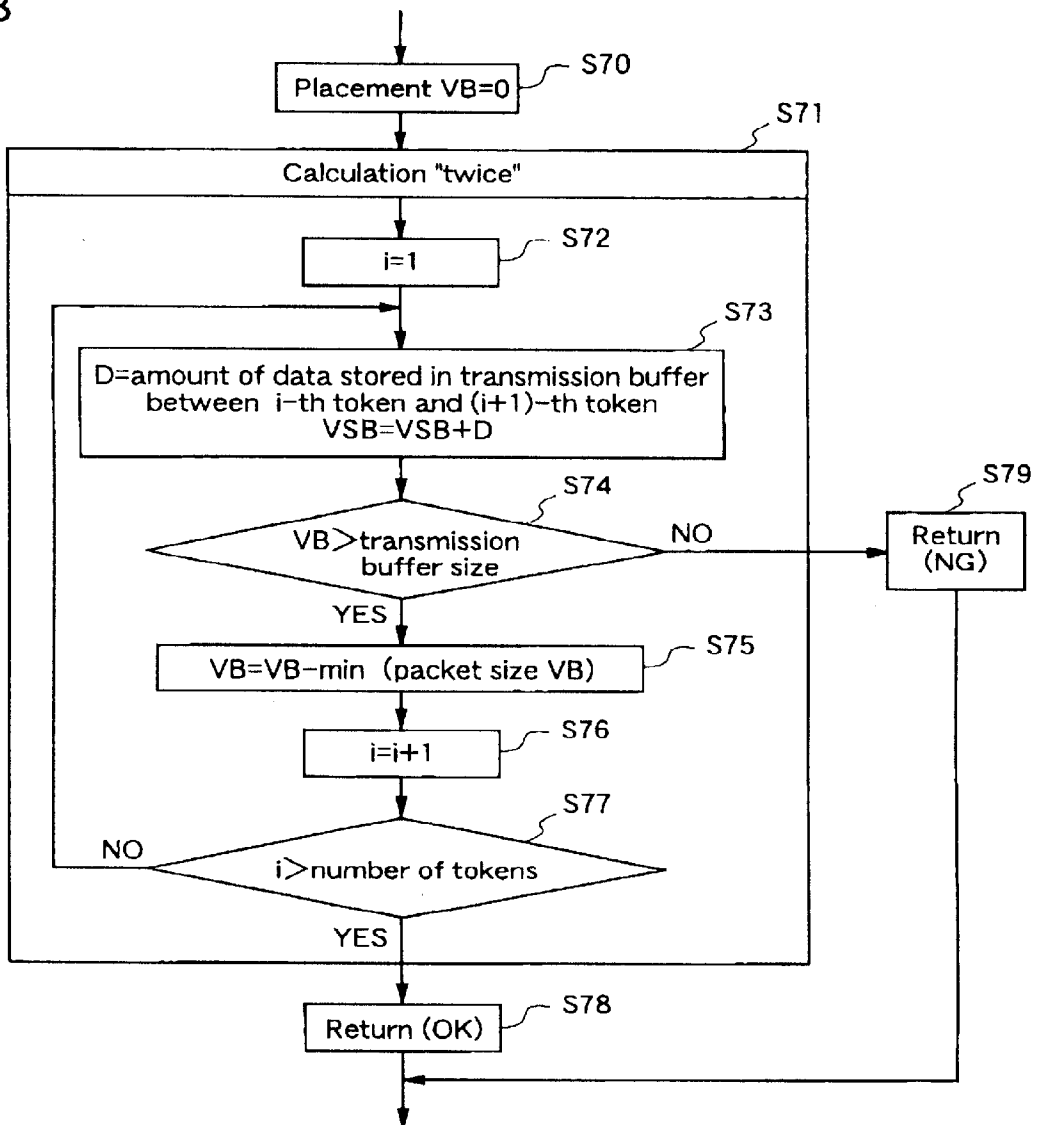 S70
Placement VB=0
S71
Calculation "twice"
S72
i=1
S73
D=amount of data stored in transmission buffer
between i-th token and (i+1)-th token
VSB=VSB+D
S74
VB>transmission
buffer size
NO
S79
Return
(NG)
YES
S75
VB=VB-min (packet size VB)
S76
i=i+1
S77
NO
i>number of tokens
YES
S78
Return (OK)